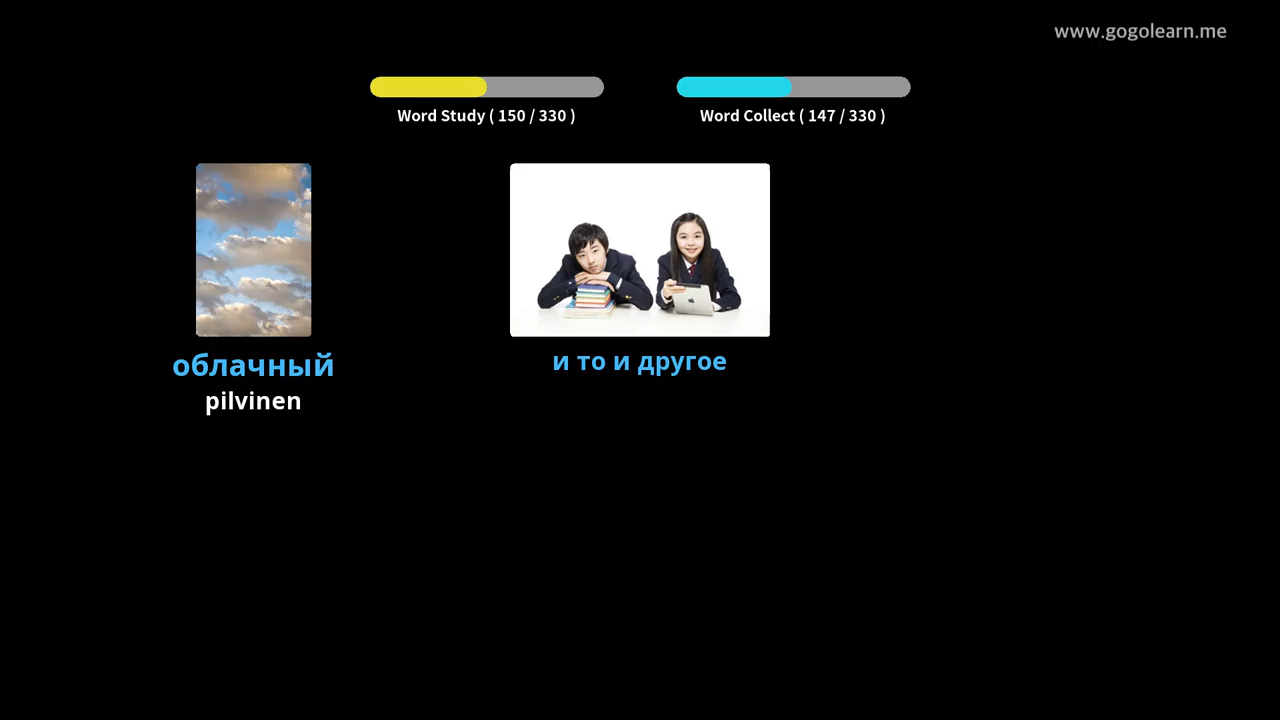 www.gogolearn.me
Word Study ( 150 / 330 )
Word Collect ( 147 / 330 )
облачный
pilvinen
и то и другое